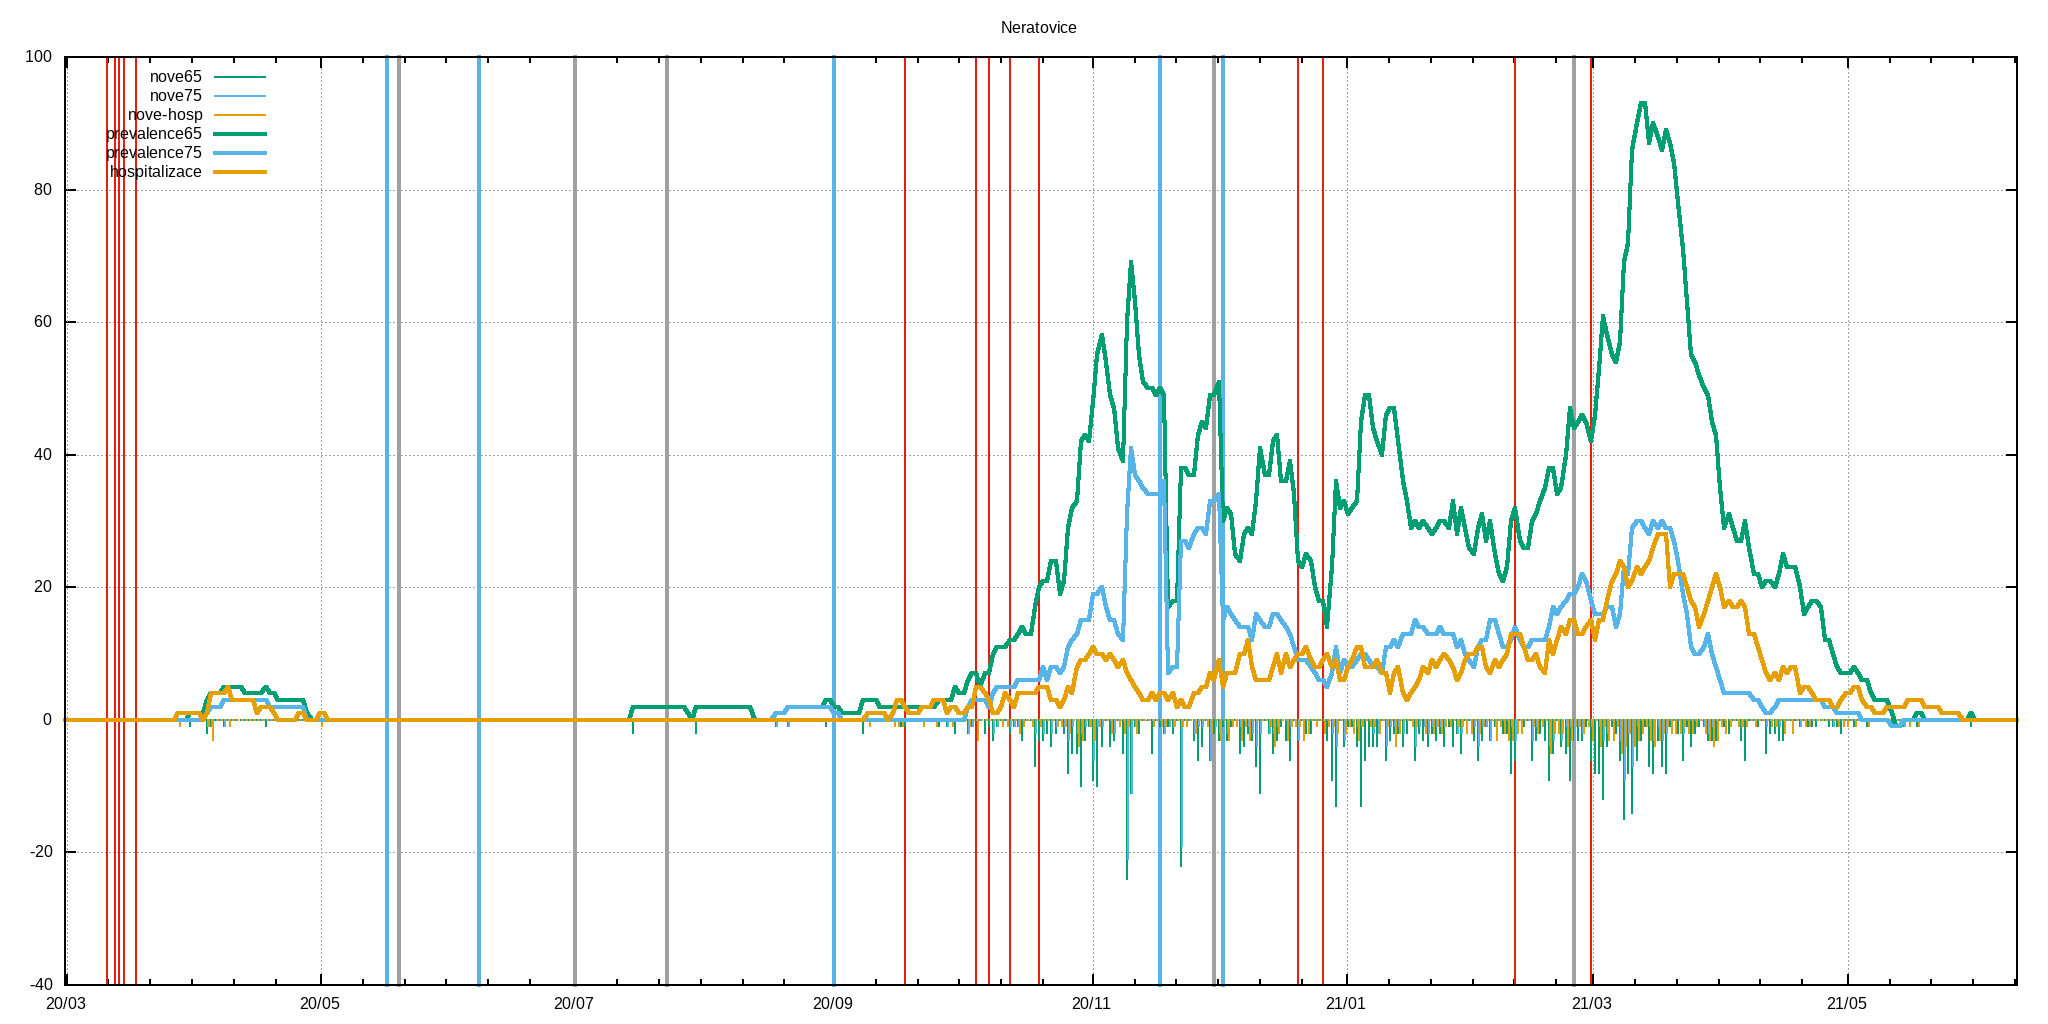 Neratovice
100
nove65
nove75
nove-hosp
prevalence65
prevalence75
hospitalizace
80
60
40
20
0
-20
-40
20/03 20/05 20/07 20/09 20/11 21/01 21/03 21/05